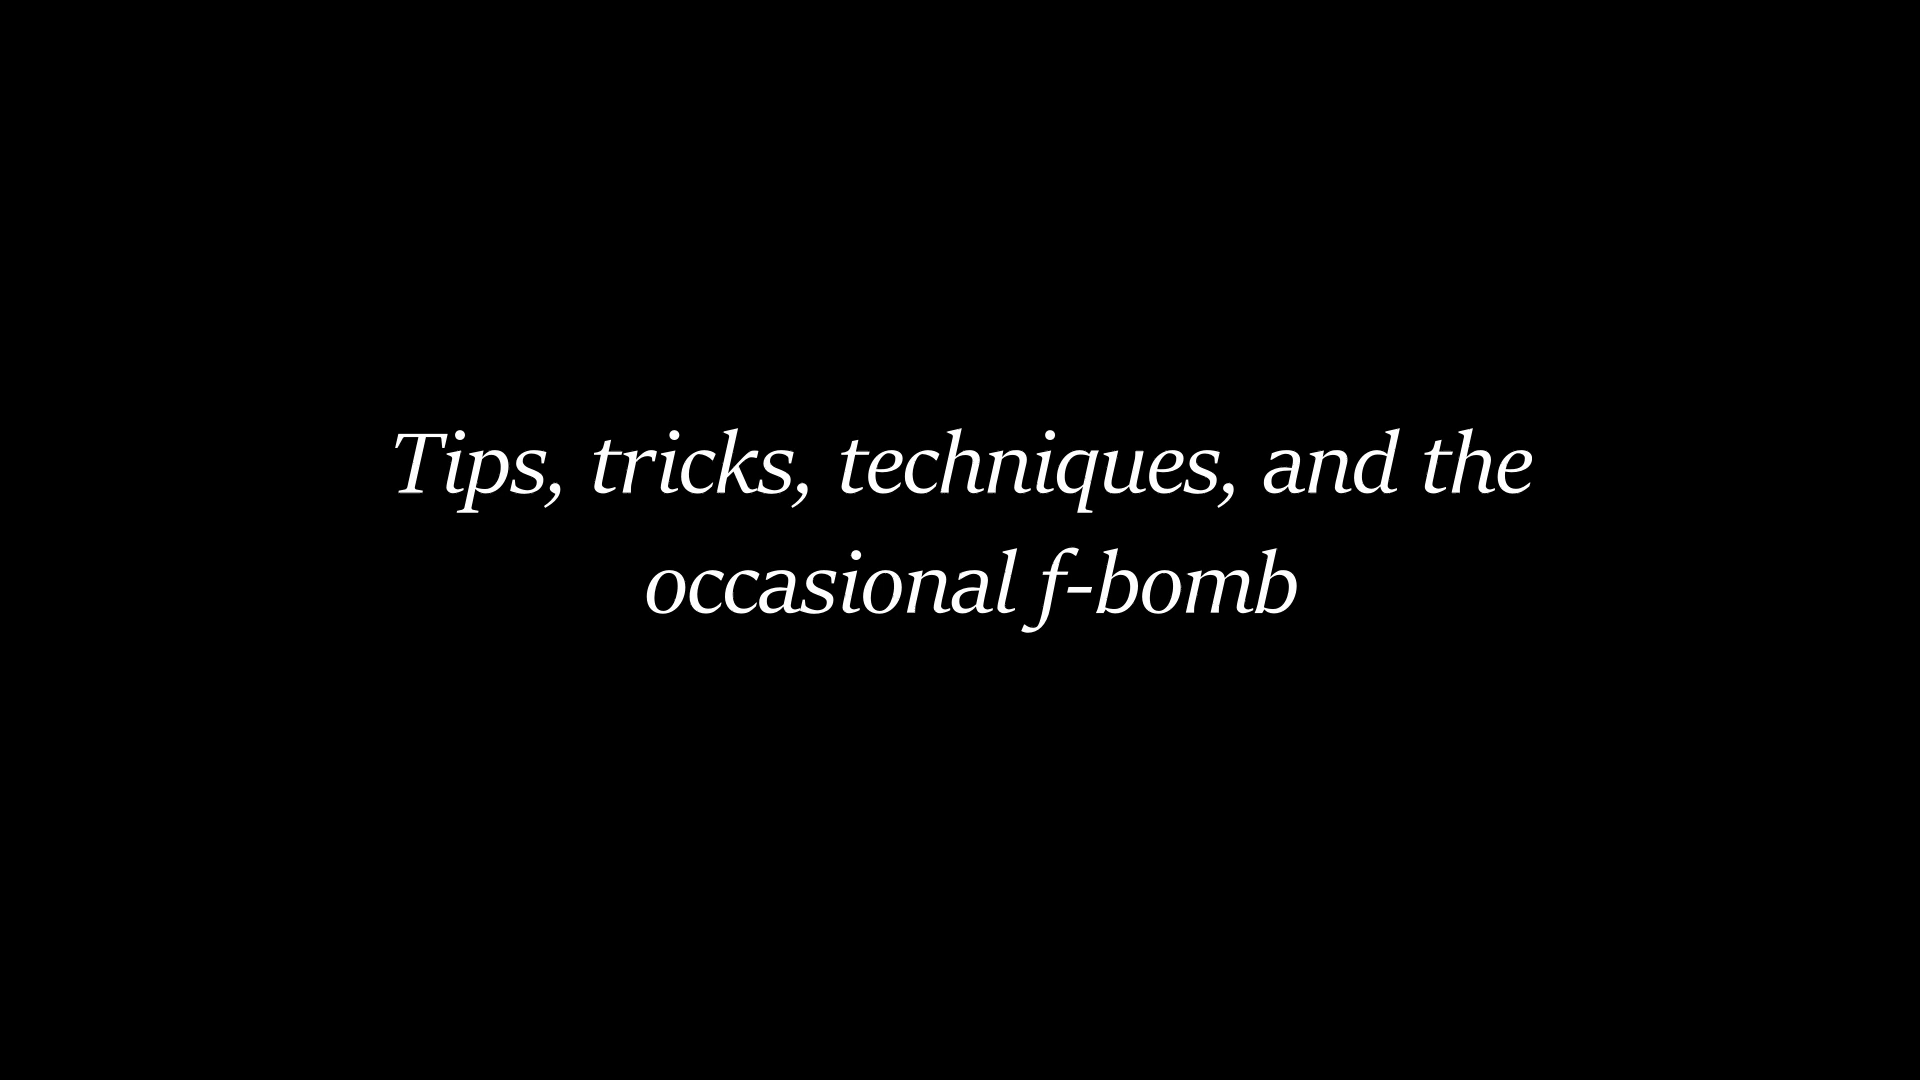 Tips, tricks, techniques, and the
occasional f-bomb